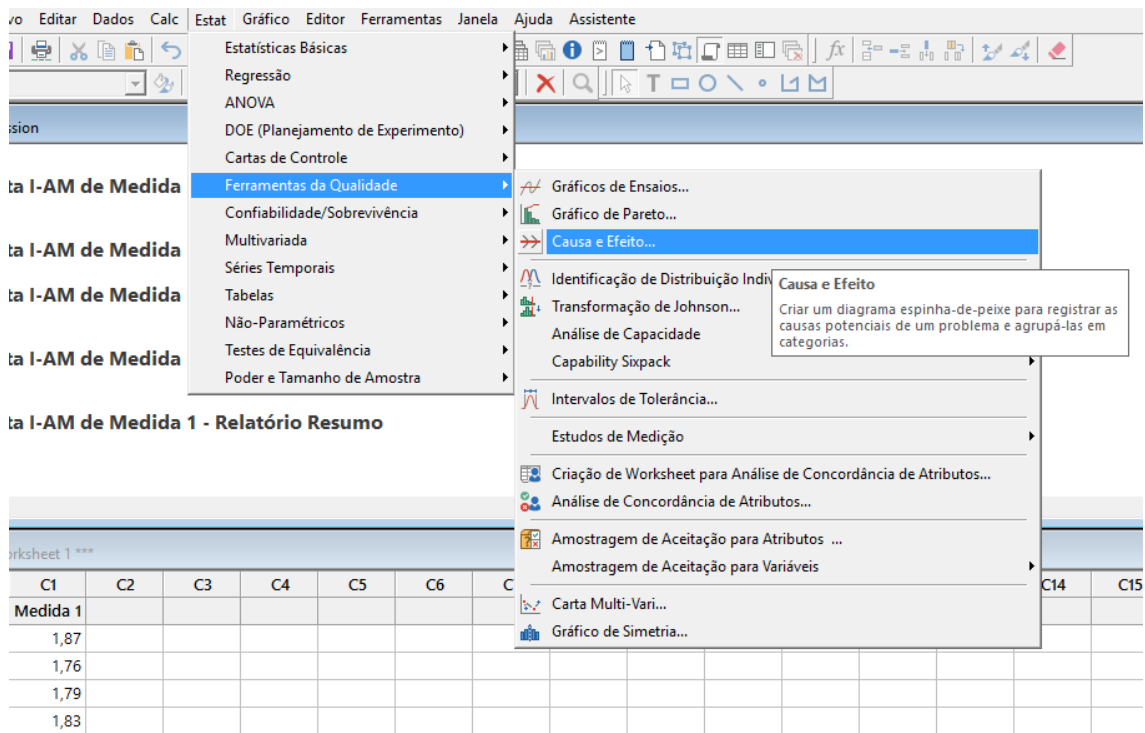 vo Editar Dados Calc Estat Gráfico Editor Ferramentas Janela Ajuda Assistente
Estatísticas Básicas
Regressão
ANOVA
DOE (Planejamento de Experimento)
Cartas de Controle
Ferramentas da Qualidade
Confiabilidade/Sobrevivência
Multivariada
Séries Temporais
Tabelas
Não-Paramétricos
Testes de Equivalência
Poder e Tamanho de Amostra
Gráficos de Ensaios...
Gráfico de Pareto...
Causa e Efeito...
Identificação de Distribuição Indiv
Transformação de Johnson...
Análise de Capacidade
Capability Sixpack
Intervalos de Tolerância...
Estudos de Medição
Criação de Worksheet para Análise de Concordância de Atributos...
Análise de Concordância de Atributos...
Amostragem de Aceitação para Atributos ...
Amostragem de Aceitação para Variáveis
Carta Multi-Vari...
Gráfico de Simetria...
Causa e Efeito
Criar um diagrama espinha-de-peixe para registrar as
causas potenciais de um problema e agrupá-las em
categorias.
fx
T
ssion
ta I-AM de Medida
ta I-AM de Medida
ta I-AM de Medida
ta I-AM de Medida
ta I-AM de Medida 1 - Relatório Resumo
orksheet 1 ***
C1 C2 C3 C4 C5 C6 C C14 C15
Medida 1
1,87
1,76
1,79
1,83